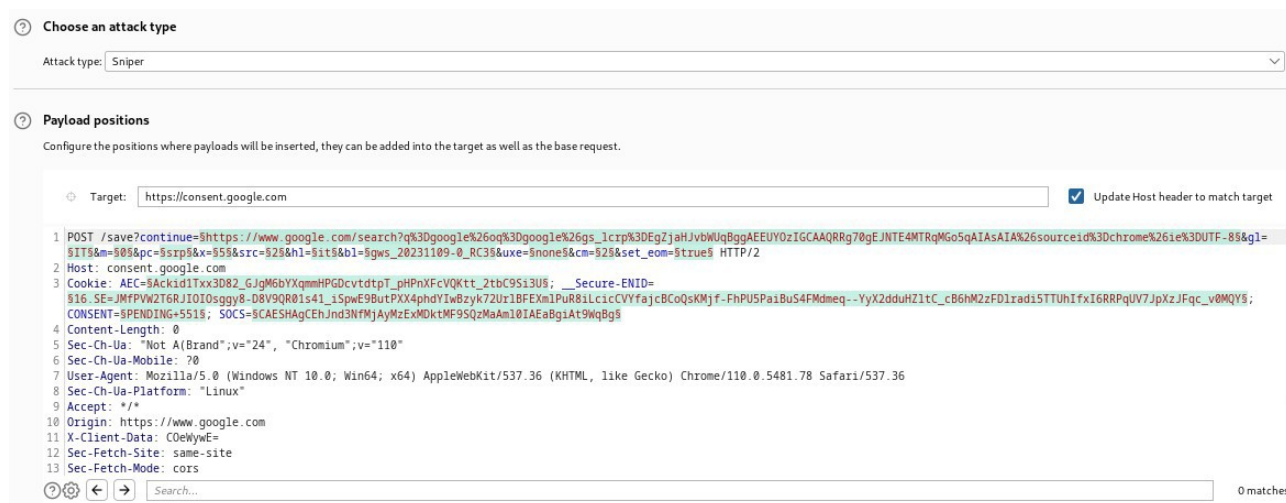 Choose an attack type
Attack type: Sniper
Payload positions
Configure the positions where payloads will be inserted, they can be added into the target as well as the base request.
Target: https://consent.google.com Update Host header to match target
1 POST /save?continue=§https://www.google.com/search?q%3Dgoogle%26oq%3Dgoogle%26gs_lcrp%3DEgZjaHJvbWUqBggAEEUYOzIGCAAQRRg70gEJNTE4MTRqMGo5qAIAsAIA%26sourceid%3Dchrome%26ie%3DUTF-8§&gl=
§IT§&m=§0§&pc=§srp§&x=§5§&src=§2§&hl=§it§&bl=§gws_20231109-0_RC3§&uxe=§none§&cm=§2§&set_eom=§true§ HTTP/2
2 Host: consent.google.com
3 Cookie: AEC=§Ackid1Txx3D82_GJgM6bYXqmmHPGDcvtdtpT_pHPnXFcVQKtt_2tbC9Si3U§; __Secure-ENID=
§16.SE=JMfPVW2T6RJIOIOsggy8-D8V9QR01s41_iSpwE9ButPXX4phdYIwBzyk72Ur1BFEXm1PuR8iLcicCVYfajcBCoQsKMjf-FhPU5PaiBuS4FMdmeq--YyX2dduHZltC_cB6hM2zFD1radi5TTUhIfxI6RRPqUV7JpXzJFqc_v0MQY§;
CONSENT=§PENDING+551§; SOCS=§CAESHAgCEhJnd3NfMjAyMzExMDktMF9SQzMaAml0IAEaBgiAt9WqBg§
4 Content-Length: 0
5 Sec-Ch-Ua: "Not A(Brand";v="24", "Chromium";v="110"
6 Sec-Ch-Ua-Mobile: ?0
7 User-Agent: Mozilla/5.0 (Windows NT 10.0; Win64; x64) AppleWebKit/537.36 (KHTML, like Gecko) Chrome/110.0.5481.78 Safari/537.36
8 Sec-Ch-Ua-Platform: "Linux"
9 Accept: */*
10 Origin: https://www.google.com
11 X-Client-Data: COeWywE=
12 Sec-Fetch-Site: same-site
13 Sec-Fetch-Mode: cors
Search... 0 matches